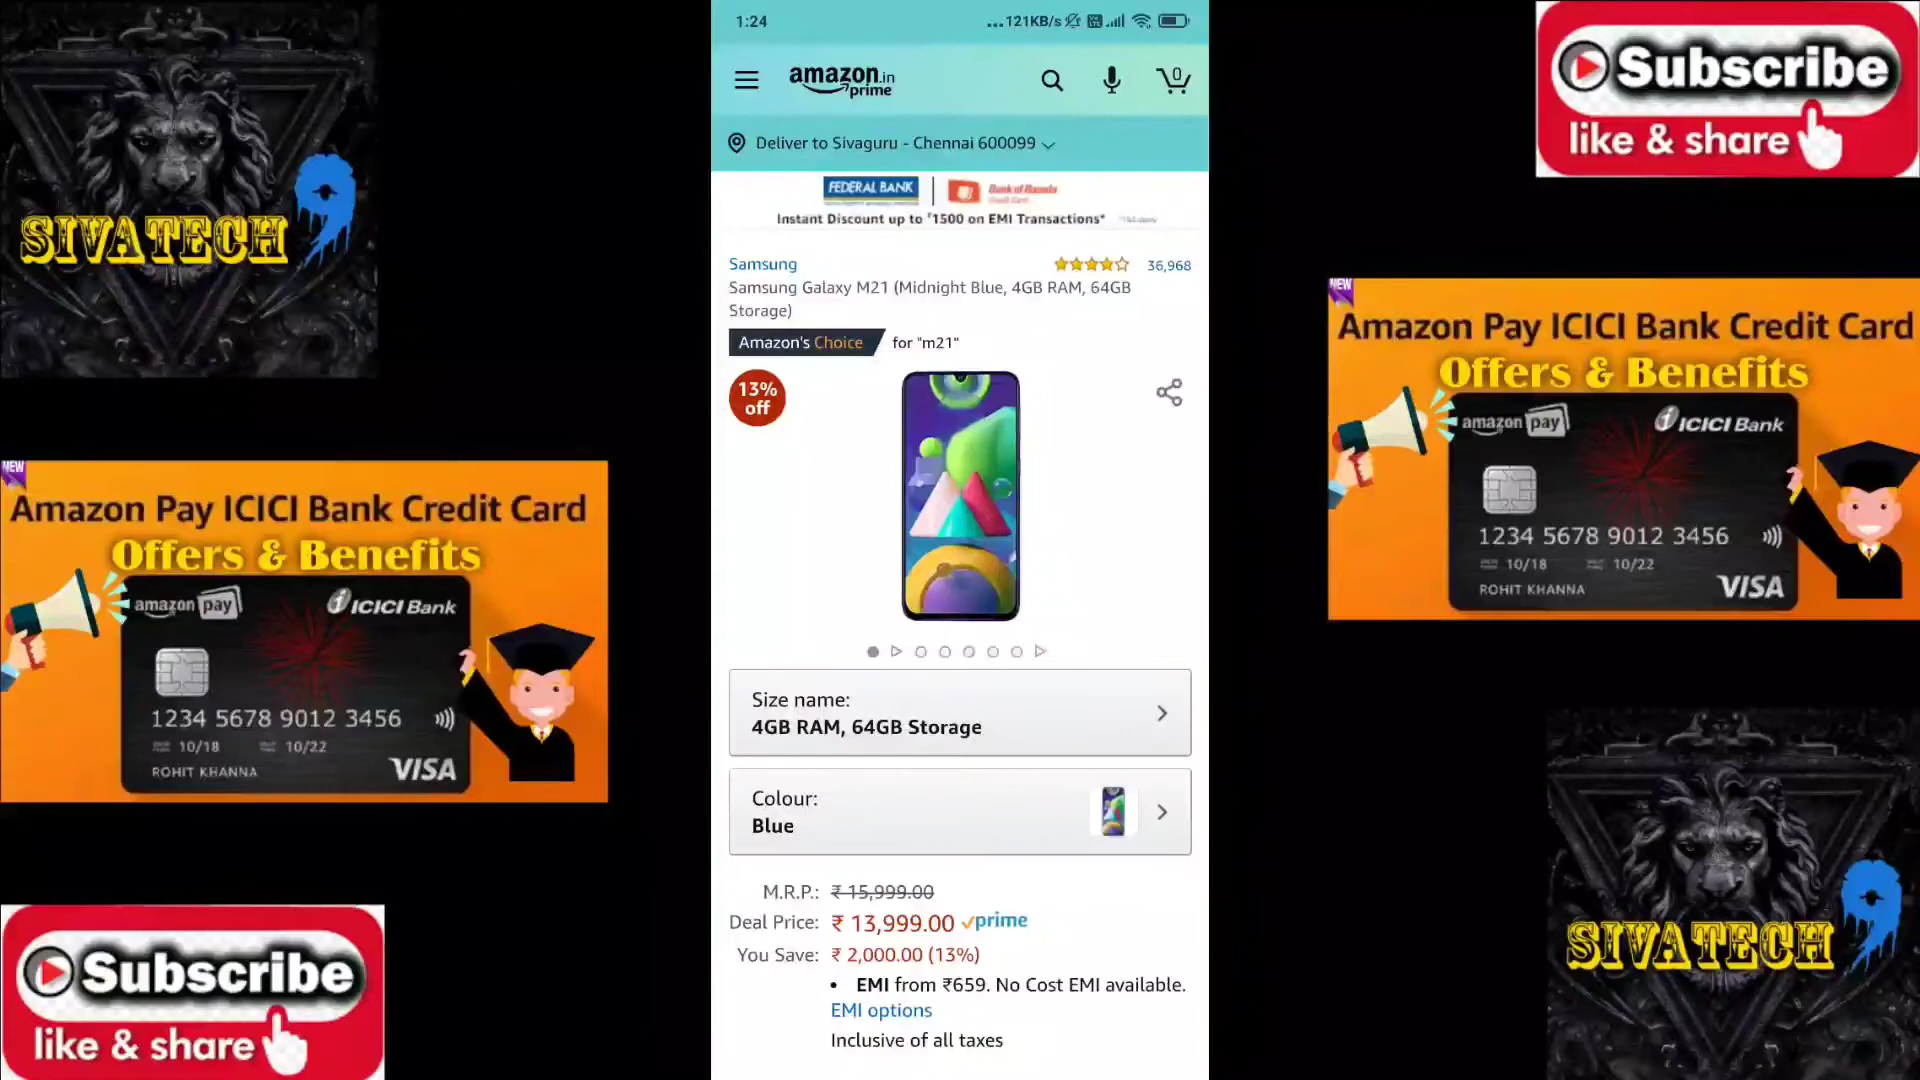 SIVATECH 9
NEW
Amazon Pay ICICI Bank Credit Card
Offers & Benefits
amazon pay
ICICI Bank
1234 5678 9012 3456
10/18 10/22
ROHIT KHANNA
VISA
Subscribe
like & share
1:24
...121KB/s
amazon.in
prime
0
Deliver to Sivaguru - Chennai 600099
FEDERAL BANK
Bank of Baroda
Instant Discount up to ₹1500 on EMI Transactions*
Samsung
36,968
Samsung Galaxy M21 (Midnight Blue, 4GB RAM, 64GB
Storage)
Amazon's Choice for "m21"
13%
off
Size name:
4GB RAM, 64GB Storage
Colour:
Blue
M.R.P.: ₹ 15,999.00
Deal Price: ₹ 13,999.00 prime
You Save: ₹ 2,000.00 (13%)
• EMI from ₹659. No Cost EMI available.
EMI options
Inclusive of all taxes
Subscribe
like & share
NEW
Amazon Pay ICICI Bank Credit Card
Offers & Benefits
amazon pay
ICICI Bank
1234 5678 9012 3456
10/18 10/22
ROHIT KHANNA
VISA
SIVATECH 9